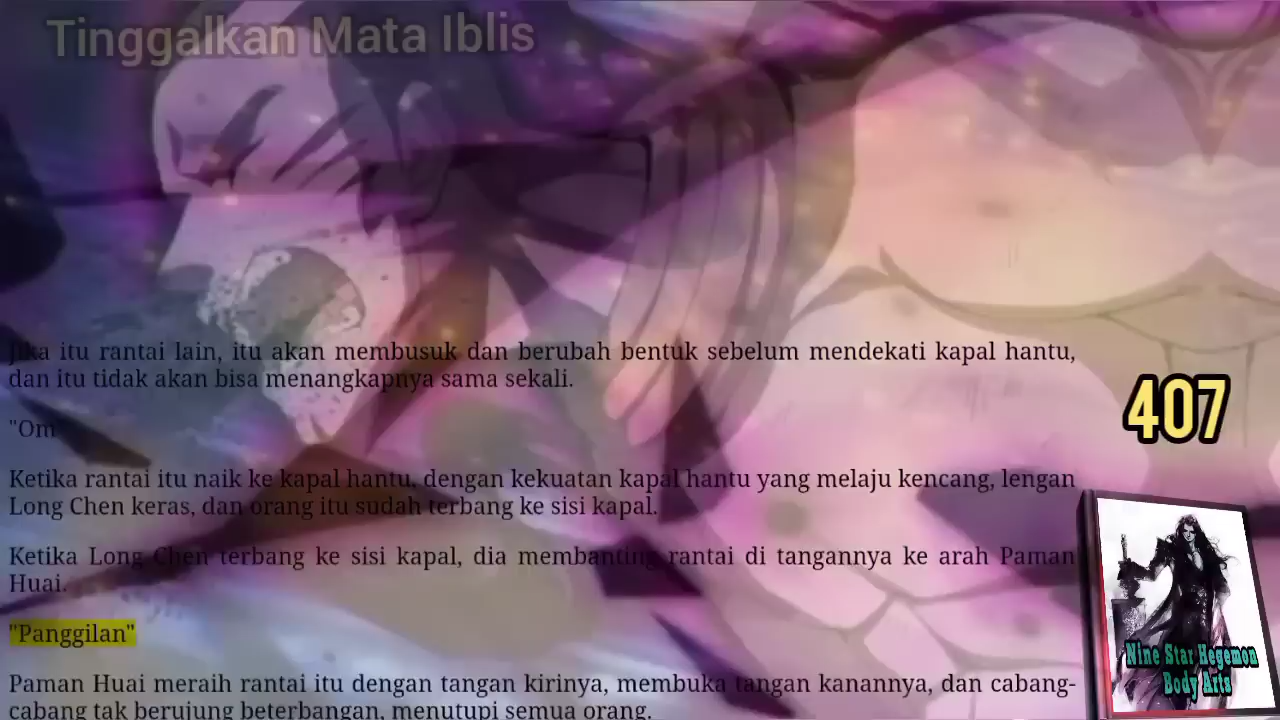 Tinggalkan Mata Iblis
Jika itu rantai lain, itu akan membusuk dan berubah bentuk sebelum mendekati kapal hantu,
dan itu tidak akan bisa menangkapnya sama sekali.
"Om"
Ketika rantai itu naik ke kapal hantu, dengan kekuatan kapal hantu yang melaju kencang, lengan
Long Chen keras, dan orang itu sudah terbang ke sisi kapal.
Ketika Long Chen terbang ke sisi kapal, dia membanting rantai di tangannya ke arah Paman
Huai.
"Panggilan"
Paman Huai meraih rantai itu dengan tangan kirinya, membuka tangan kanannya, dan cabang-
cabang tak berujung beterbangan, menutupi semua orang.
407
Nine Star Hegemon
Body Arts